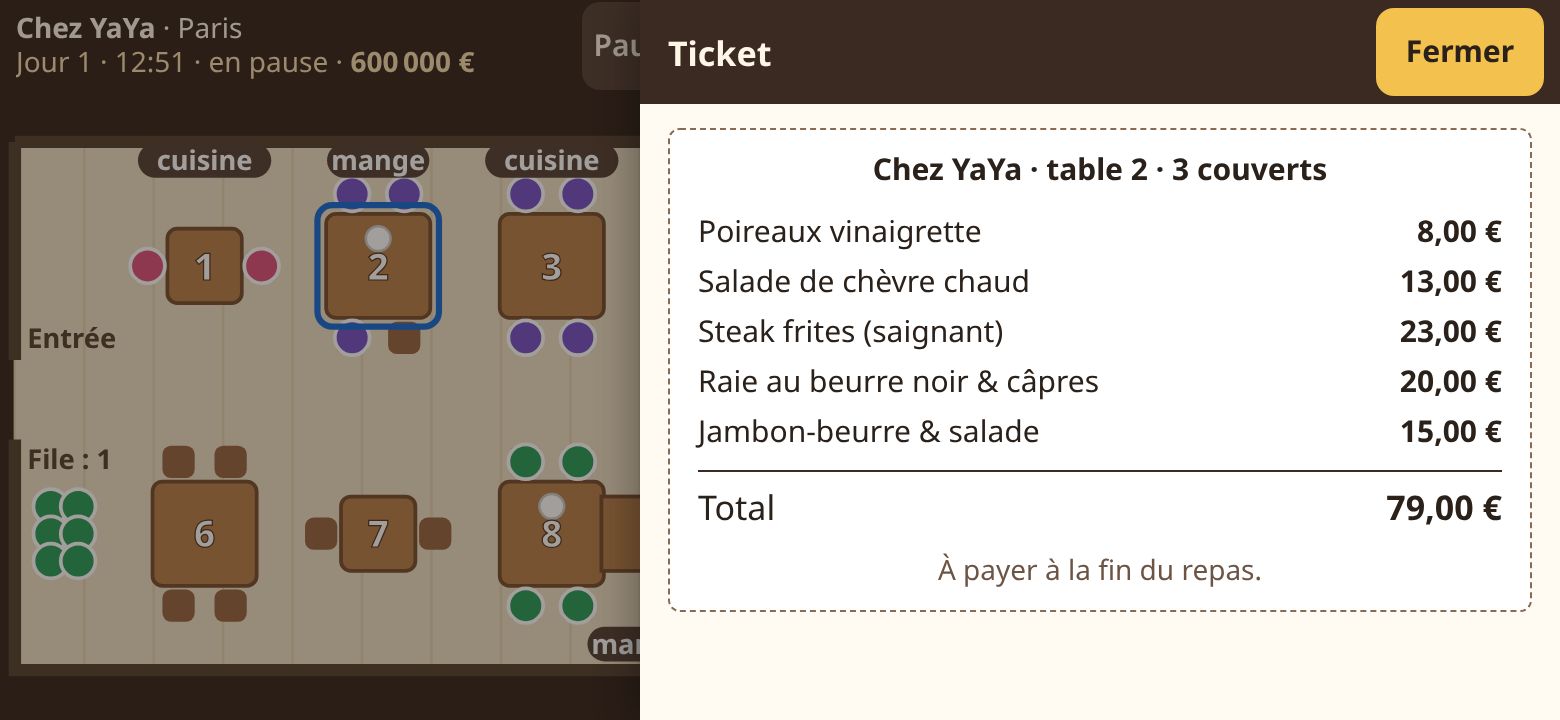 Chez YaYa · Paris
Jour 1 · 12:51 · en pause · 600 000 €
Ticket
Fermer
cuisine
mange
cuisine
1
2
3
Entrée
File : 1
6
7
8
Chez YaYa · table 2 · 3 couverts
Poireaux vinaigrette 8,00 €
Salade de chèvre chaud 13,00 €
Steak frites (saignant) 23,00 €
Raie au beurre noir & câpres 20,00 €
Jambon-beurre & salade 15,00 €
Total 79,00 €
À payer à la fin du repas.